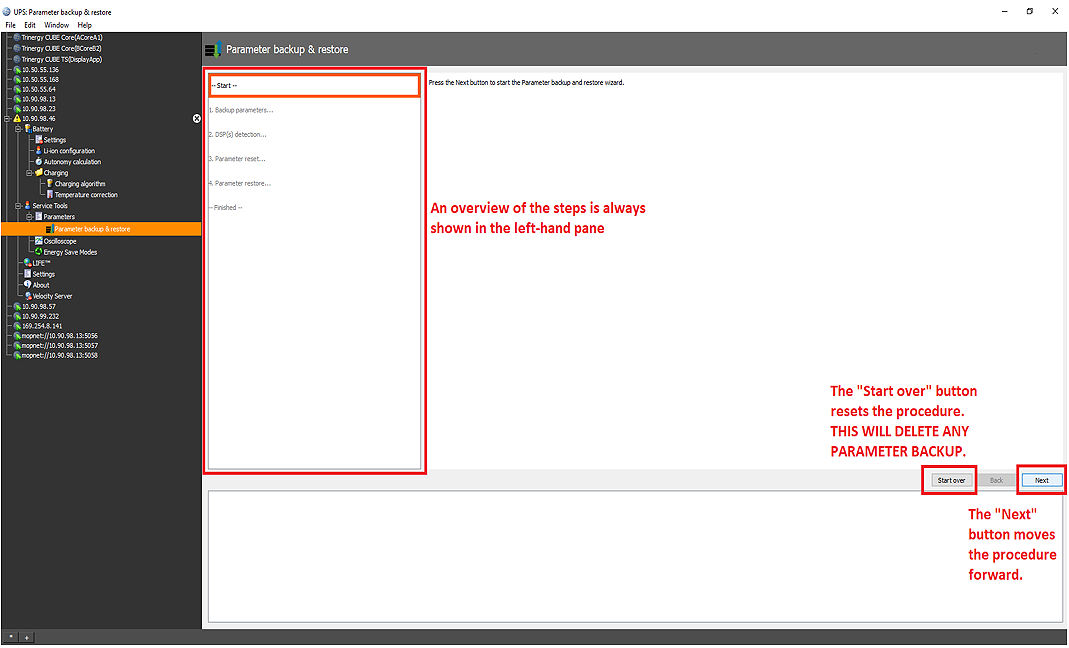 UPS: Parameter backup & restore
File Edit Window Help
Trinergy CUBE Core(ACoreA1)
Trinergy CUBE Core(BCoreB2)
Trinergy CUBE TS(DisplayApp)
10.50.55.136
10.50.55.168
10.50.55.64
10.90.98.13
10.90.98.23
10.90.98.46
Battery
Settings
Li-ion configuration
Autonomy calculation
Charging
Charging algorithm
Temperature correction
Service Tools
Parameters
Parameter backup & restore
Oscilloscope
Energy Save Modes
LIFE™
Settings
About
Velocity Server
10.90.98.57
10.90.99.232
169.254.8.141
mopnet://10.90.98.13:5056
mopnet://10.90.98.13:5057
mopnet://10.90.98.13:5058
Parameter backup & restore
-- Start --
1. Backup parameters...
2. DSP(s) detection...
3. Parameter reset...
4. Parameter restore...
-- Finished --
Press the Next button to start the Parameter backup and restore wizard.
An overview of the steps is always
shown in the left-hand pane
The "Start over" button
resets the procedure.
THIS WILL DELETE ANY
PARAMETER BACKUP.
Start over Back Next
The "Next"
button moves
the procedure
forward.
* +